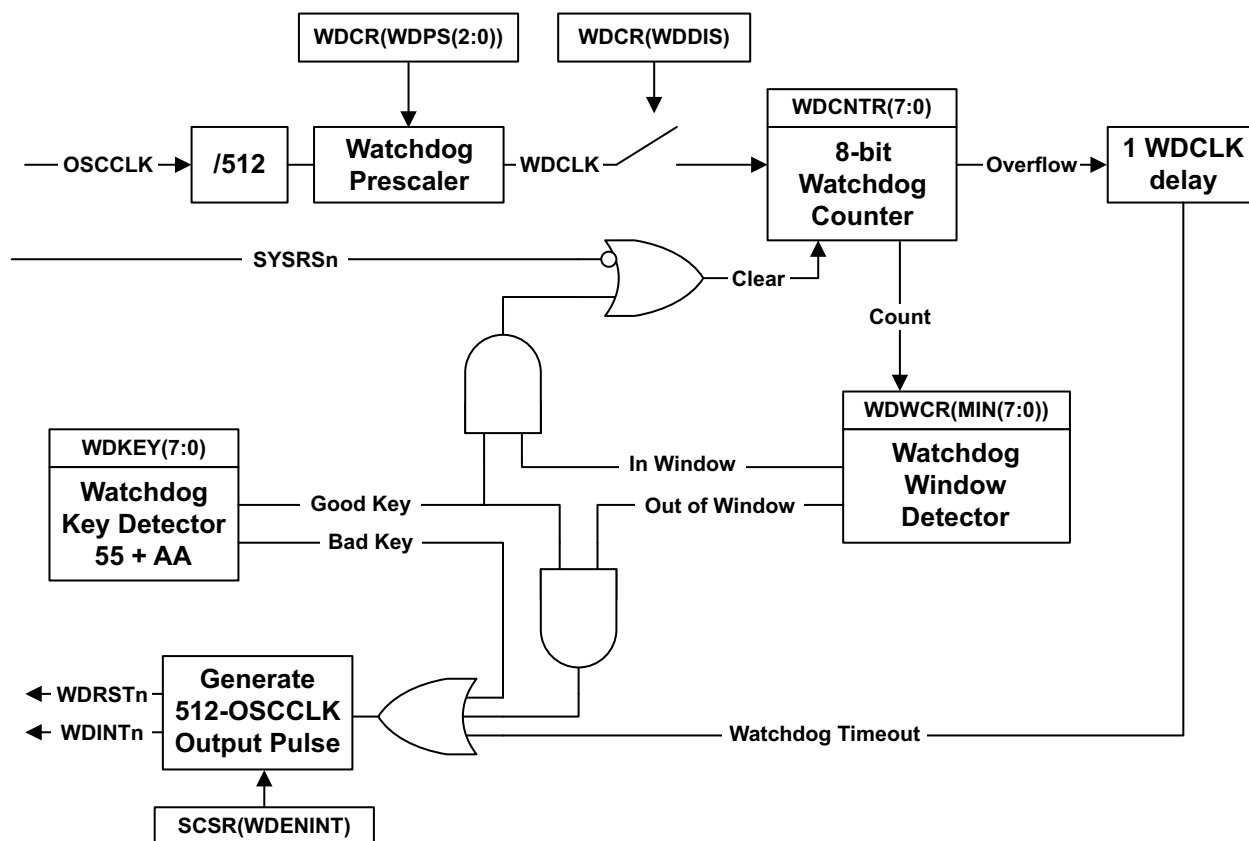 WDCR(WDPS(2:0))
WDCR(WDDIS)
WDCNTR(7:0)
OSCCLK
/512
Watchdog
Prescaler
WDCLK
8-bit
Watchdog
Counter
Overflow
1 WDCLK
delay
SYSRSn
Clear
Count
WDWCR(MIN(7:0))
WDKEY(7:0)
Watchdog
Key Detector
55 + AA
Good Key
Bad Key
In Window
Out of Window
Watchdog
Window
Detector
WDRSTn
WDINTn
Generate
512-OSCCLK
Output Pulse
Watchdog Timeout
SCSR(WDENINT)